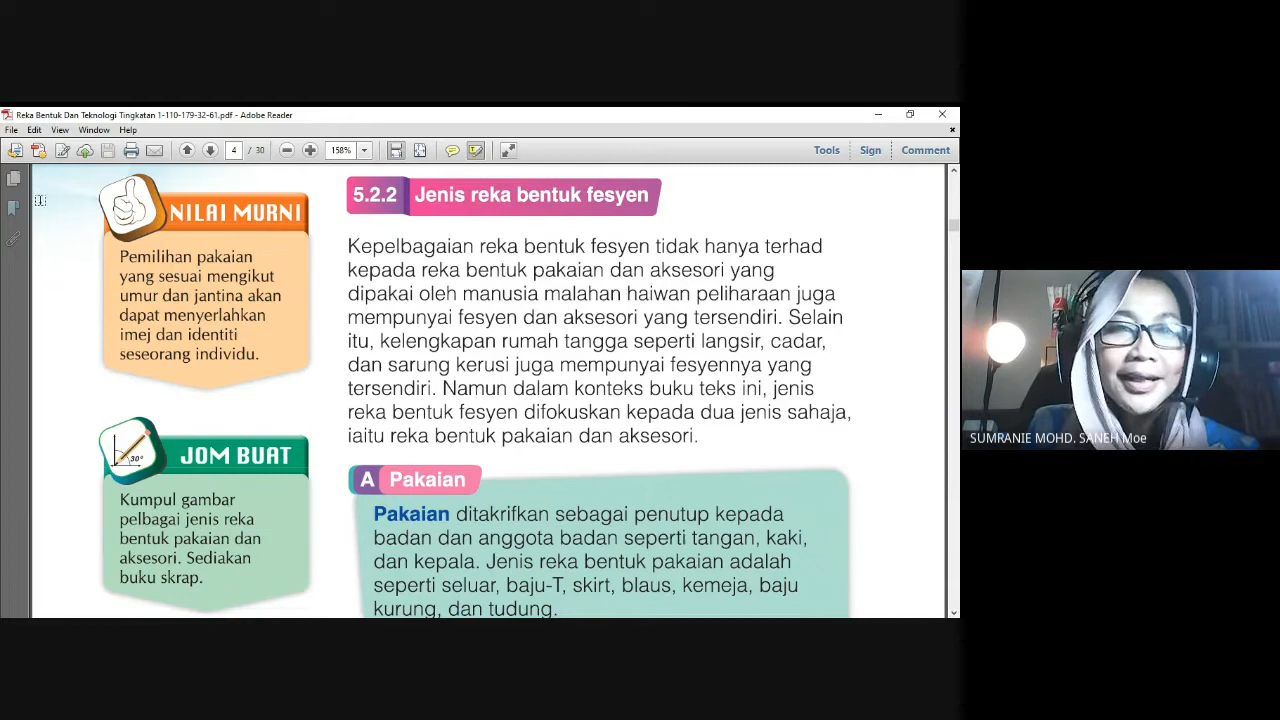 Reka Bentuk Dan Teknologi Tingkatan 1-110-179-32-61.pdf - Adobe Reader
File Edit View Window Help
4 / 30 158% Tools Sign Comment
NILAI MURNI
Pemilihan pakaian
yang sesuai mengikut
umur dan jantina akan
dapat menyerlahkan
imej dan identiti
seseorang individu.
JOM BUAT
30°
Kumpul gambar
pelbagai jenis reka
bentuk pakaian dan
aksesori. Sediakan
buku skrap.
5.2.2 Jenis reka bentuk fesyen
Kepelbagaian reka bentuk fesyen tidak hanya terhad
kepada reka bentuk pakaian dan aksesori yang
dipakai oleh manusia malahan haiwan peliharaan juga
mempunyai fesyen dan aksesori yang tersendiri. Selain
itu, kelengkapan rumah tangga seperti langsir, cadar,
dan sarung kerusi juga mempunyai fesyennya yang
tersendiri. Namun dalam konteks buku teks ini, jenis
reka bentuk fesyen difokuskan kepada dua jenis sahaja,
iaitu reka bentuk pakaian dan aksesori.
A Pakaian
Pakaian ditakrifkan sebagai penutup kepada
badan dan anggota badan seperti tangan, kaki,
dan kepala. Jenis reka bentuk pakaian adalah
seperti seluar, baju-T, skirt, blaus, kemeja, baju
kurung, dan tudung.
SUMRANIE MOHD. SANEH Moe